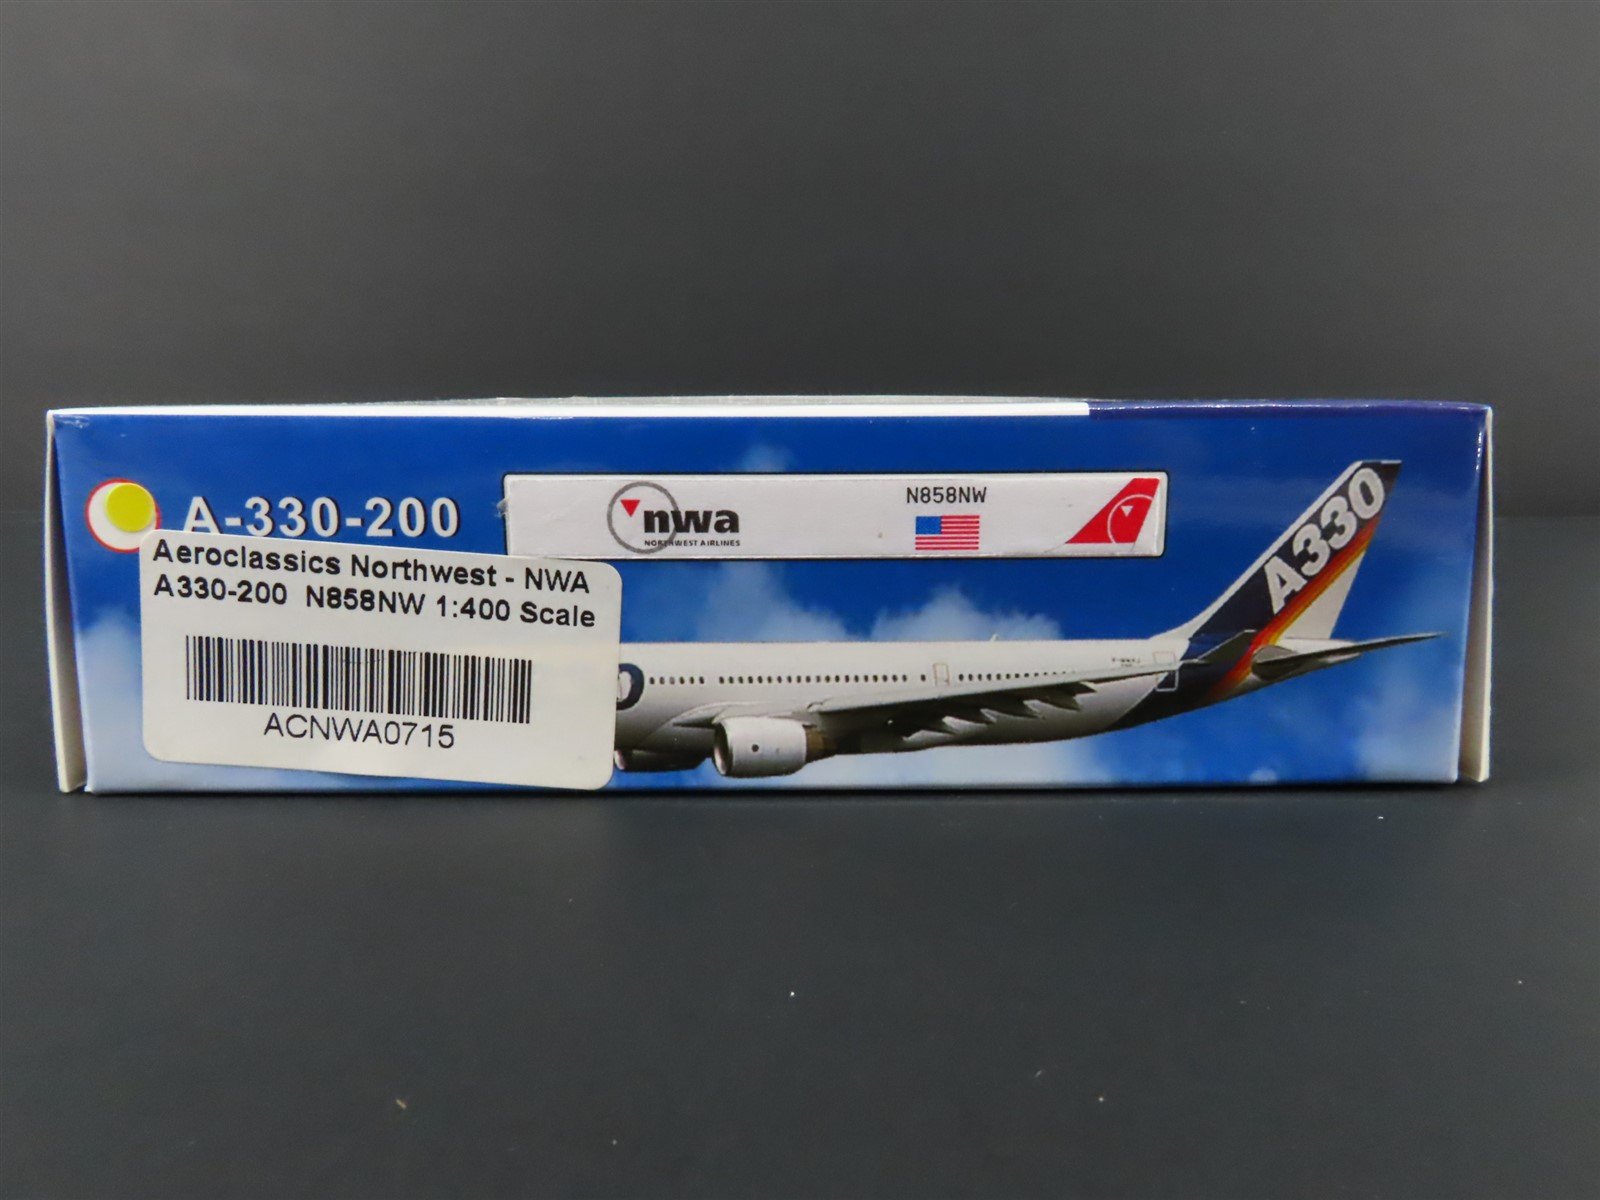 A-330-200
nwa
NORTHWEST AIRLINES
N858NW
A330
Aeroclassics Northwest - NWA
A330-200 N858NW 1:400 Scale
ACNWA0715